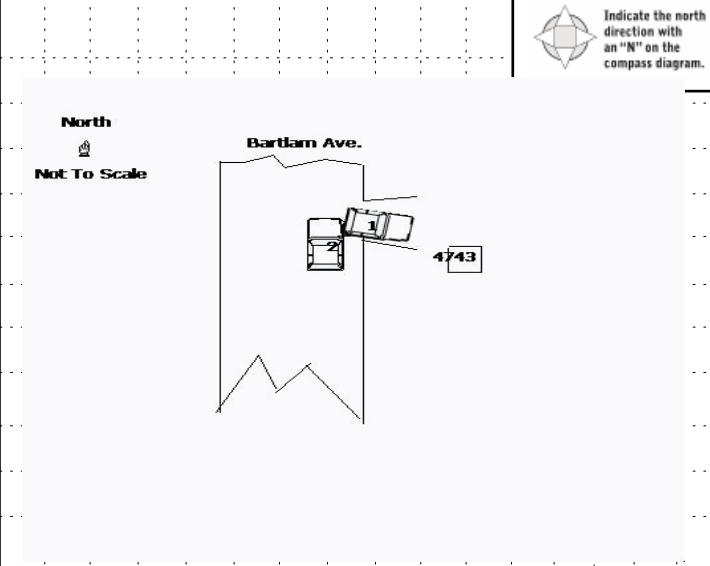 Indicate the north
direction with
an "N" on the
compass diagram.
North
Not To Scale
Bartlam Ave.
1
2
4743